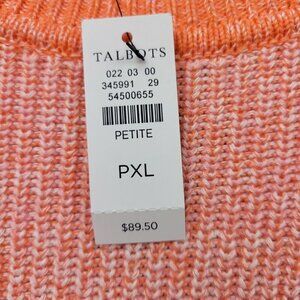 TALBOTS
022 03 00
345991 29
54500655
PETITE
PXL
$89.50